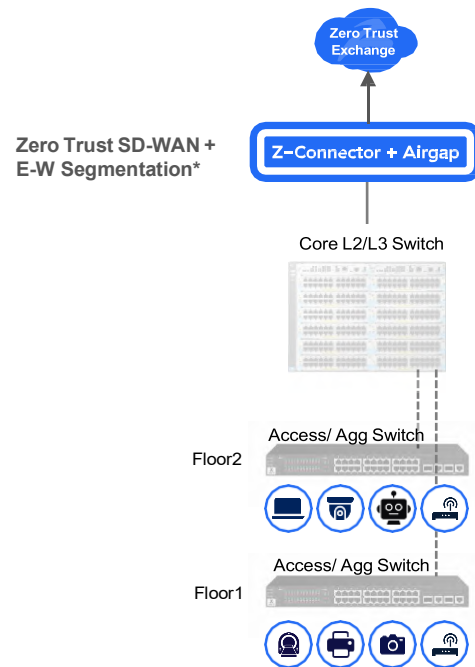 Zero Trust
Exchange
Zero Trust SD-WAN +
E-W Segmentation*
Z-Connector + Airgap
Core L2/L3 Switch
Access/ Agg Switch
Floor2
Access/ Agg Switch
Floor1